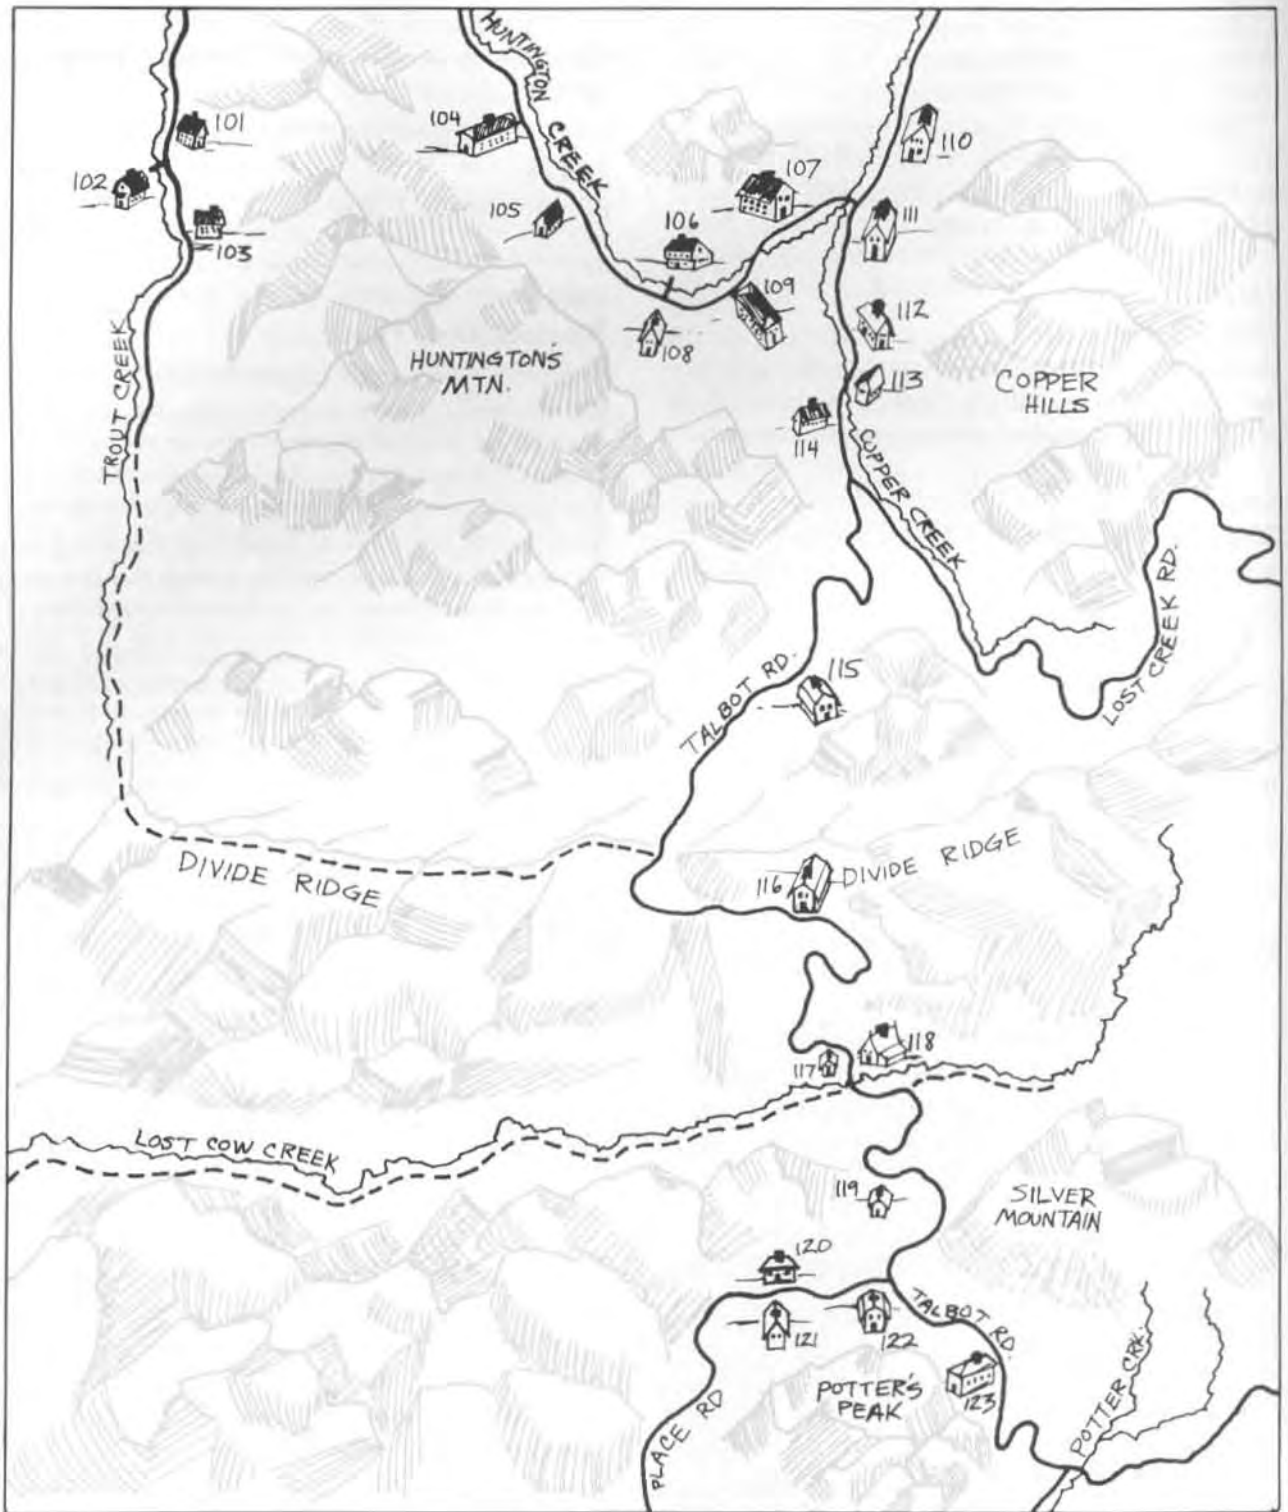 HUNTINGTON
CREEK
101
104
110
102
107
105
111
106
103
109
112
108
TROUT CREEK
HUNTINGTON'S
MTN.
113
COPPER
HILLS
114
COPPER CREEK
LOST CREEK RD.
115
TALBOT RD.
DIVIDE RIDGE
116
DIVIDE RIDGE
118
117
LOST COW CREEK
119
SILVER
MOUNTAIN
120
TALBOT RD.
121
122
POTTER CRK.
POTTER'S
PEAK
123
PLACE RD